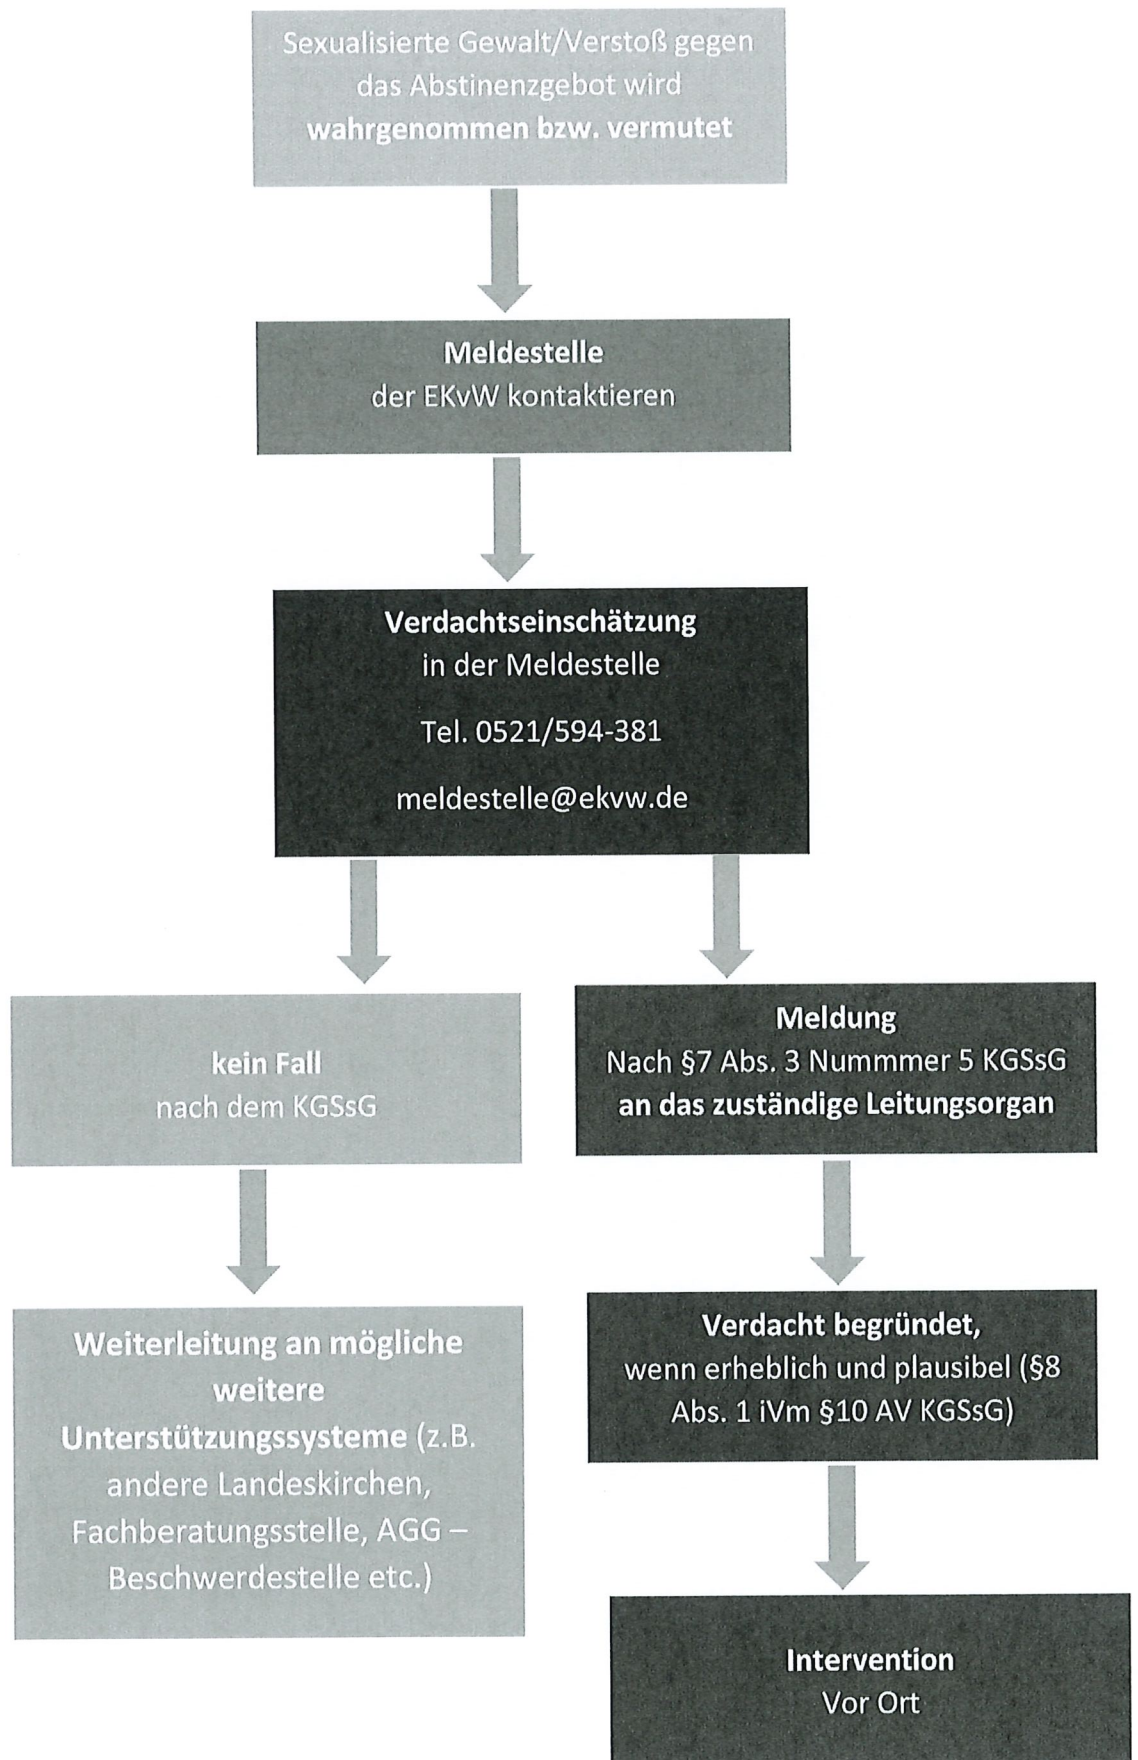 Sexualisierte Gewalt/Verstoß gegen
das Abstinenzgebot wird
wahrgenommen bzw. vermutet
Meldestelle
der EKvW kontaktieren
Verdachtseinschätzung
in der Meldestelle
Tel. 0521/594-381
meldestelle@ekvw.de
kein Fall
nach dem KGSsG
Weiterleitung an mögliche
weitere
Unterstützungssysteme (z.B.
andere Landeskirchen,
Fachberatungsstelle, AGG –
Beschwerdestelle etc.)
Meldung
Nach §7 Abs. 3 Nummmer 5 KGSsG
an das zuständige Leitungsorgan
Verdacht begründet,
wenn erheblich und plausibel (§8
Abs. 1 iVm §10 AV KGSsG)
Intervention
Vor Ort